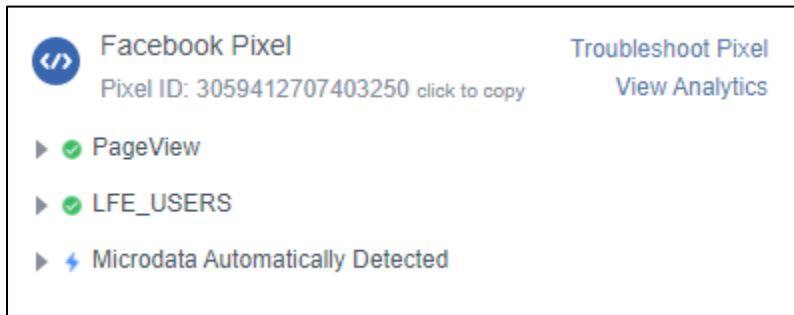 Facebook Pixel
Troubleshoot Pixel
Pixel ID: 3059412707403250 click to copy
View Analytics
PageView
LFE_USERS
Microdata Automatically Detected